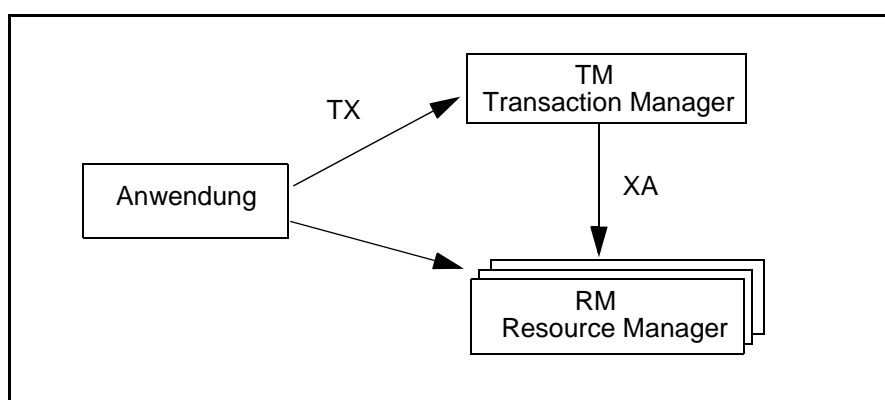 TM
Transaction Manager
TX
Anwendung
XA
RM
Resource Manager